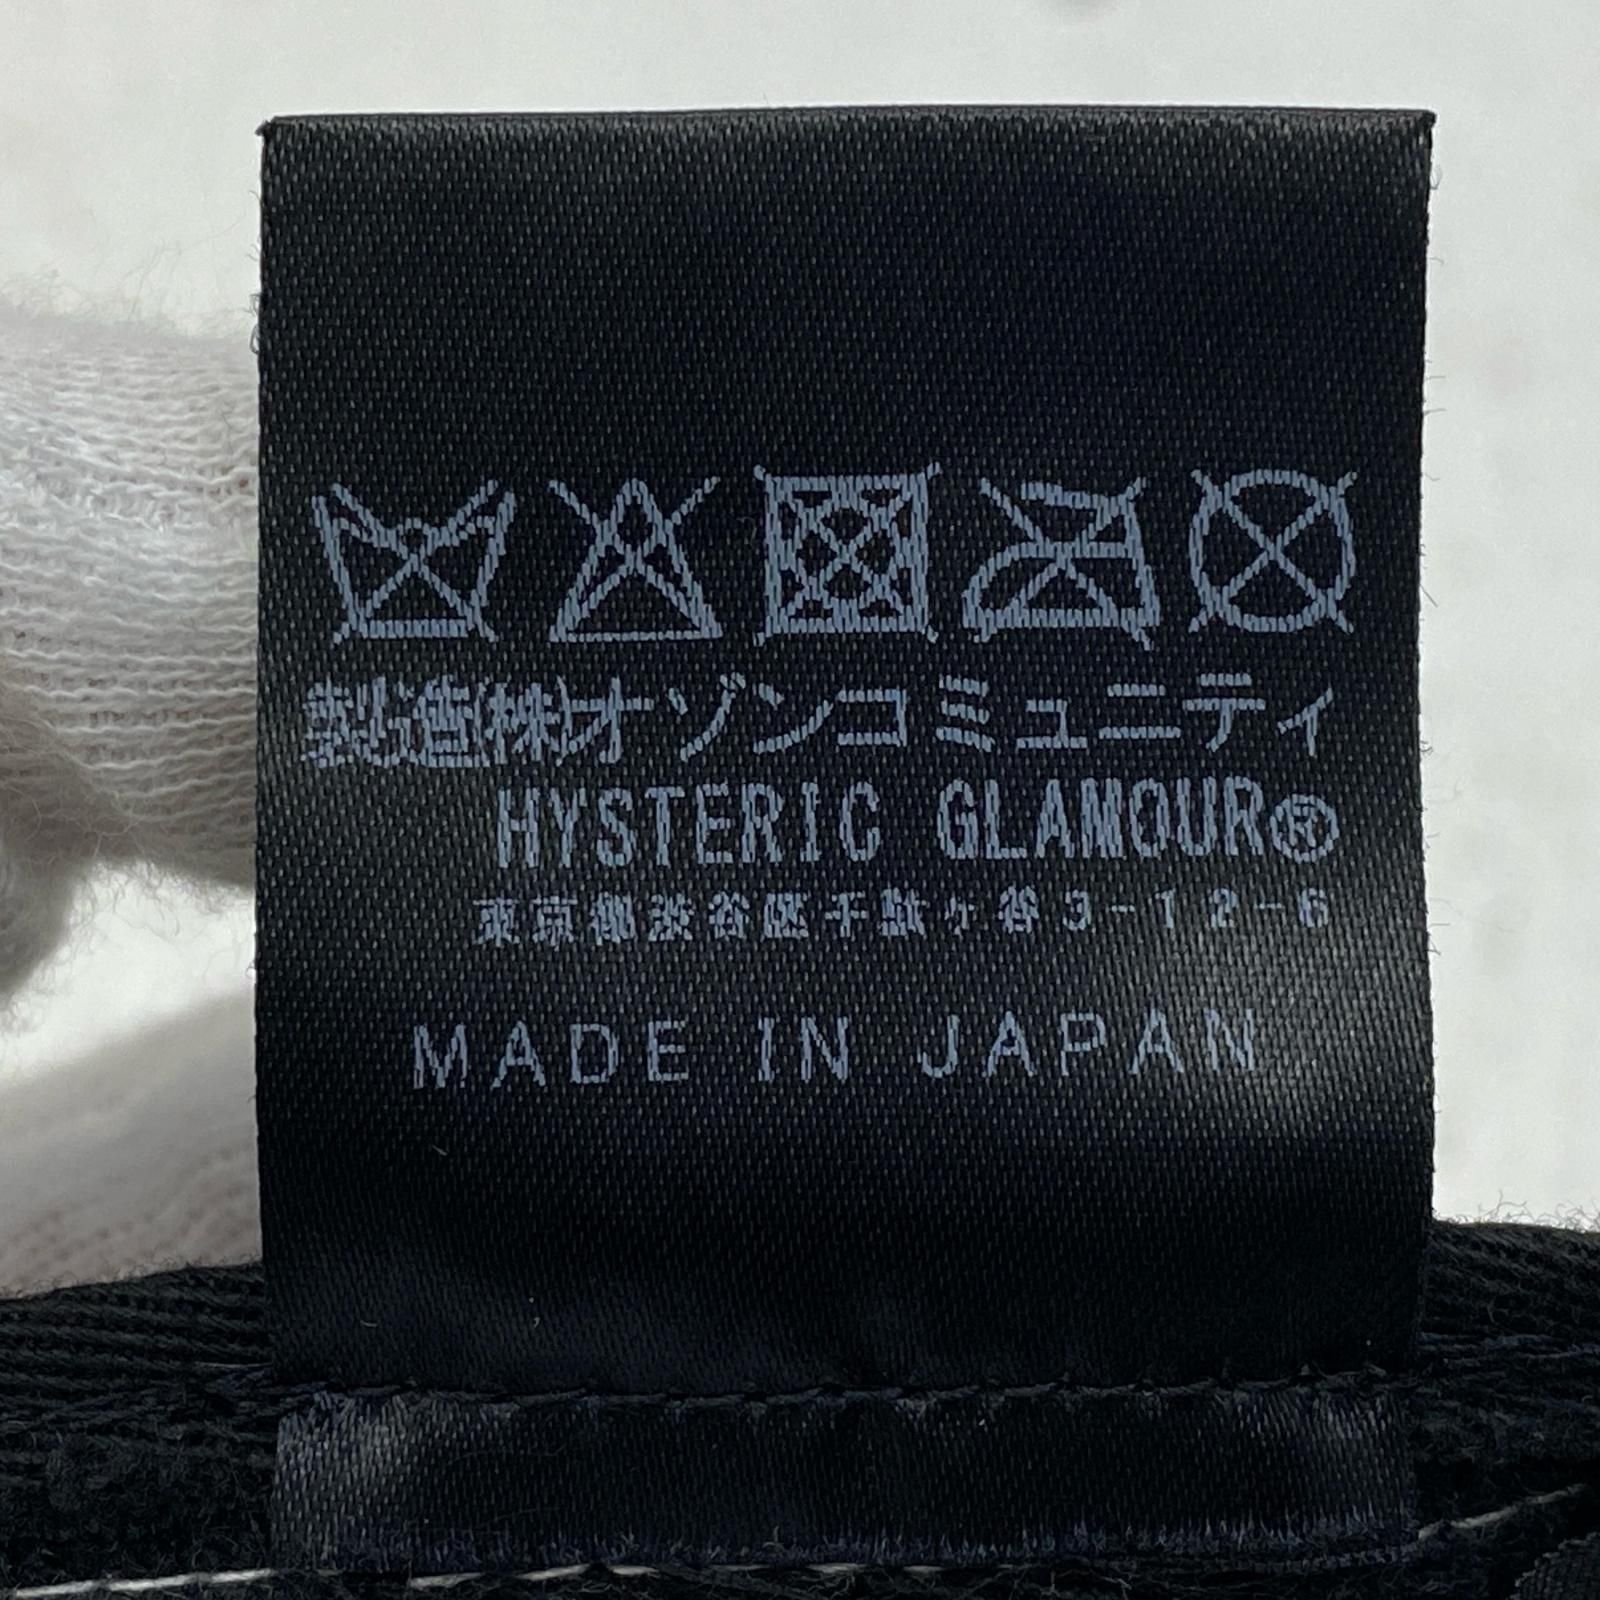 製造(株)オゾンコミュニティ
HYSTERIC GLAMOUR®
東京都渋谷区千駄ヶ谷3-12-6
MADE IN JAPAN